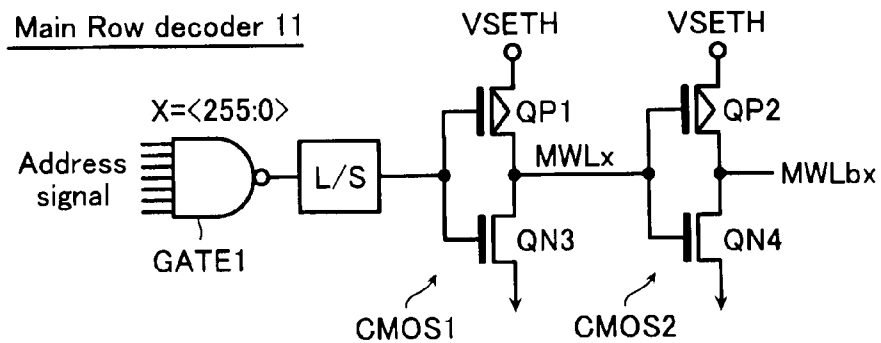 Main Row decoder 11
VSETH
VSETH
X=<255:0>
QP1
QP2
Address
signal
L/S
MWLx
MWLbx
GATE1
QN3
QN4
CMOS1
CMOS2